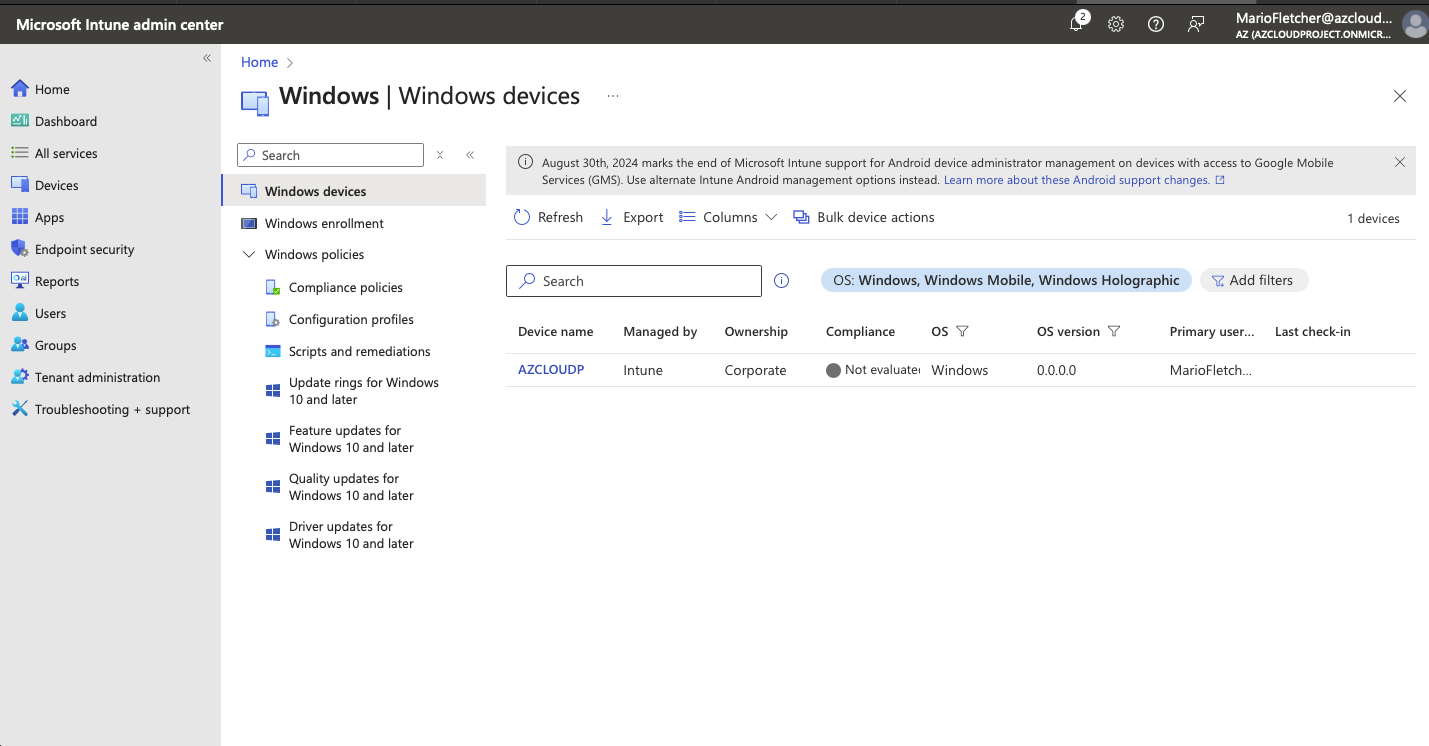 Microsoft Intune admin center
2
MarioFletcher@azcloud...
AZ (AZCLOUDPROJECT.ONMICR...
Home
Dashboard
All services
Devices
Apps
Endpoint security
Reports
Users
Groups
Tenant administration
Troubleshooting + support
Home
Windows | Windows devices
Search
Windows devices
Windows enrollment
Windows policies
Compliance policies
Configuration profiles
Scripts and remediations
Update rings for Windows
10 and later
Feature updates for
Windows 10 and later
Quality updates for
Windows 10 and later
Driver updates for
Windows 10 and later
August 30th, 2024 marks the end of Microsoft Intune support for Android device administrator management on devices with access to Google Mobile
Services (GMS). Use alternate Intune Android management options instead. Learn more about these Android support changes.
Refresh Export Columns Bulk device actions 1 devices
Search OS: Windows, Windows Mobile, Windows Holographic Add filters
Device name Managed by Ownership Compliance OS OS version Primary user... Last check-in
AZCLOUDP Intune Corporate Not evaluated Windows 0.0.0.0 MarioFletch...